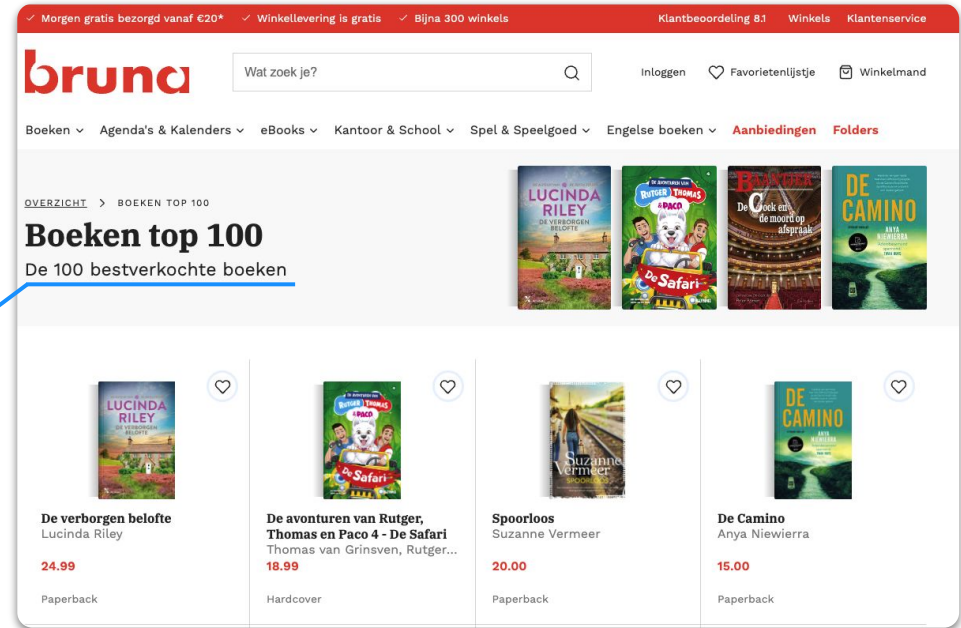 Morgen gratis bezorgd vanaf €20* Winkellevering is gratis Bijna 300 winkels Klantbeoordeling 8.1 Winkels Klantenservice
bruna
Wat zoek je?
Inloggen Favorietenlijstje Winkelmand
Boeken Agenda's & Kalenders eBooks Kantoor & School Spel & Speelgoed Engelse boeken Aanbiedingen Folders
OVERZICHT > BOEKEN TOP 100
Boeken top 100
De 100 bestverkochte boeken
LUCINDA
RILEY
DE VERBORGEN
BELOFTE
DE AVONTUREN VAN
RUTGER THOMAS
& PACO
De Safari
BAANTJER
De Cock en
de moord op
afspraak
DE
CAMINO
ANYA
NIEWIERRA
LUCINDA
RILEY
DE VERBORGEN
BELOFTE
RUTGER THOMAS
& PACO
De Safari
Suzanne
Vermeer
SPOORLOOS
DE
CAMINO
ANYA
NIEWIERRA
De verborgen belofte
Lucinda Riley
24.99
Paperback
De avonturen van Rutger,
Thomas en Paco 4 - De Safari
Thomas van Grinsven, Rutger...
18.99
Hardcover
Spoorloos
Suzanne Vermeer
20.00
Paperback
De Camino
Anya Niewierra
15.00
Paperback